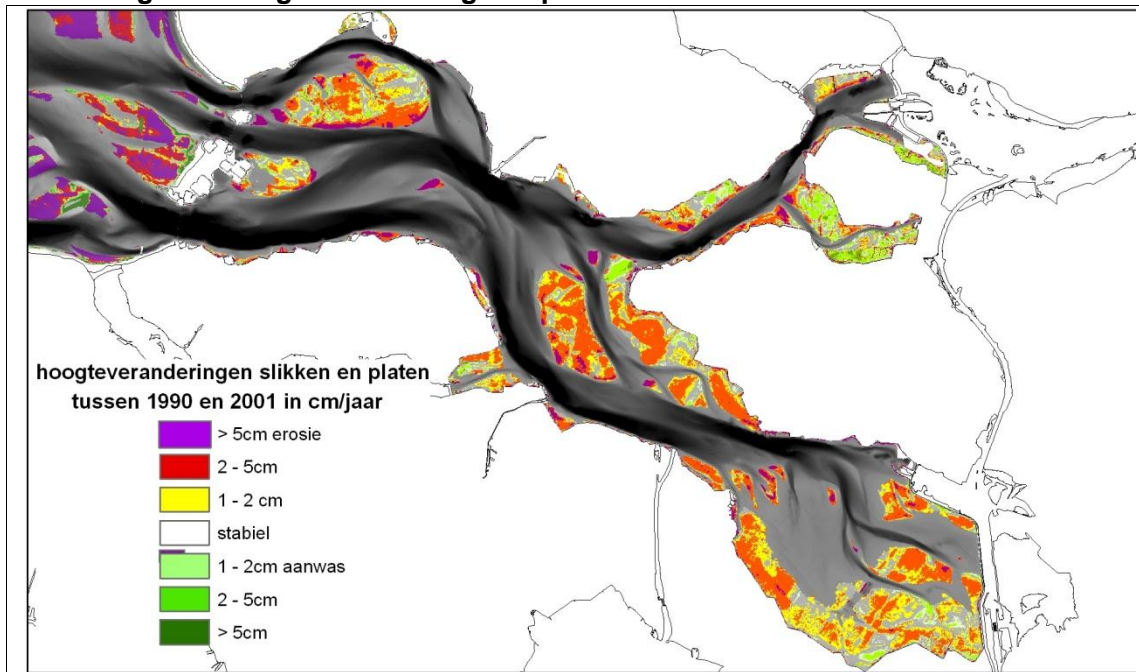 hoogteveranderingen slikken en platen
tussen 1990 en 2001 in cm/jaar
> 5cm erosie
2 - 5cm
1 - 2 cm
stabiel
1 - 2cm aanwas
2 - 5cm
> 5cm